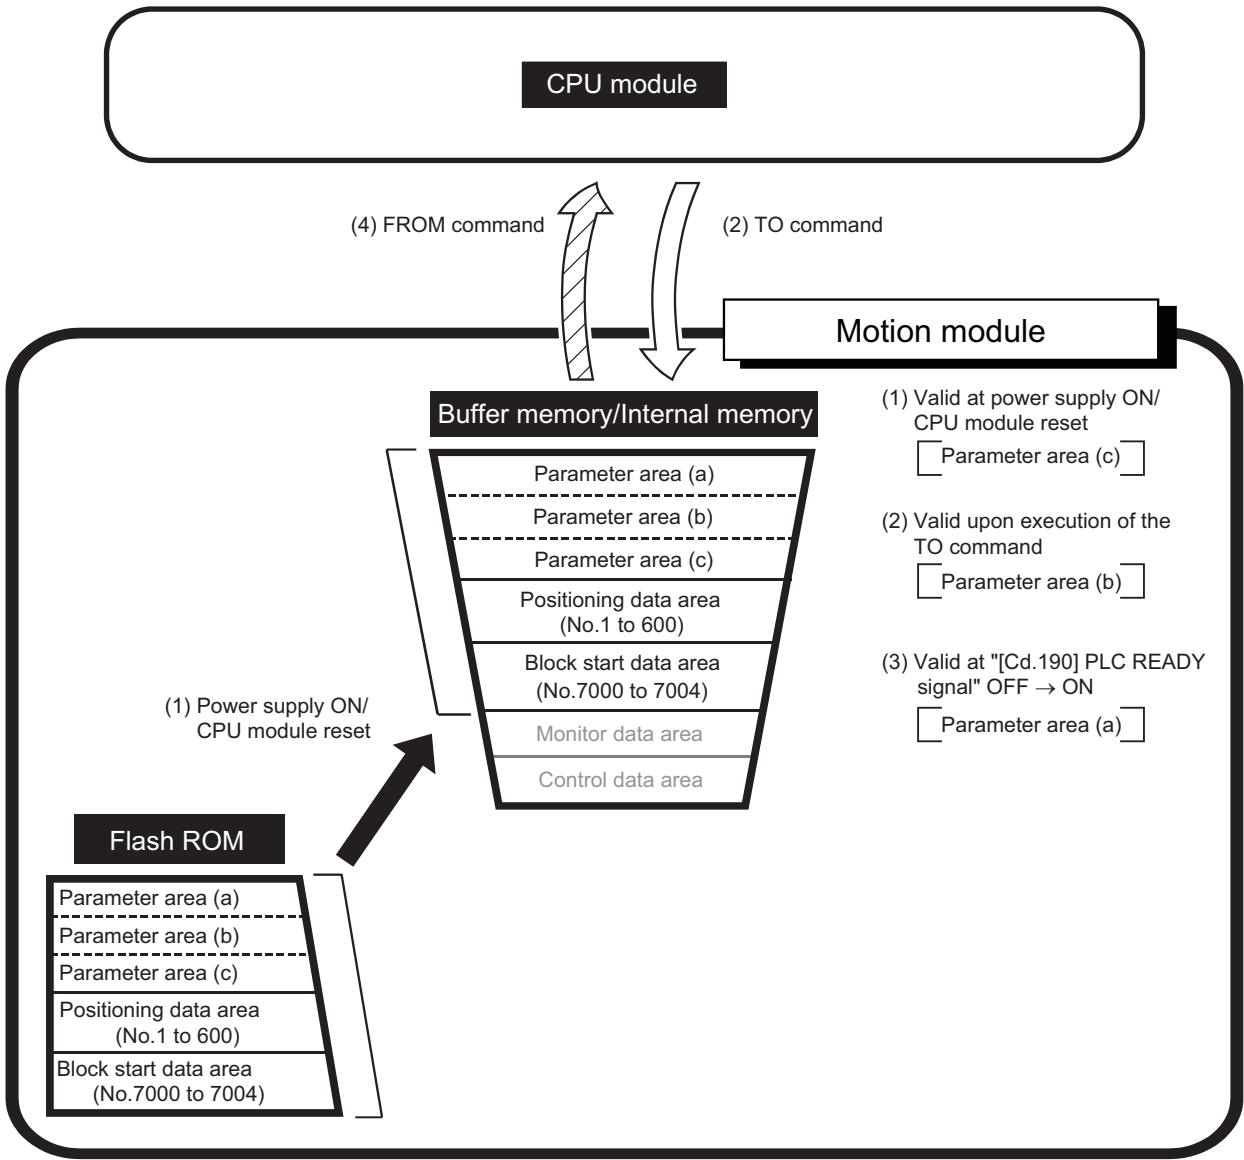 CPU module
(4) FROM command
(2) TO command
Motion module
Buffer memory/Internal memory
Parameter area (a)
Parameter area (b)
Parameter area (c)
Positioning data area
(No.1 to 600)
Block start data area
(No.7000 to 7004)
Monitor data area
Control data area
(1) Valid at power supply ON/
CPU module reset
Parameter area (c)
(2) Valid upon execution of the
TO command
Parameter area (b)
(3) Valid at "[Cd.190] PLC READY
signal" OFF → ON
Parameter area (a)
(1) Power supply ON/
CPU module reset
Flash ROM
Parameter area (a)
Parameter area (b)
Parameter area (c)
Positioning data area
(No.1 to 600)
Block start data area
(No.7000 to 7004)